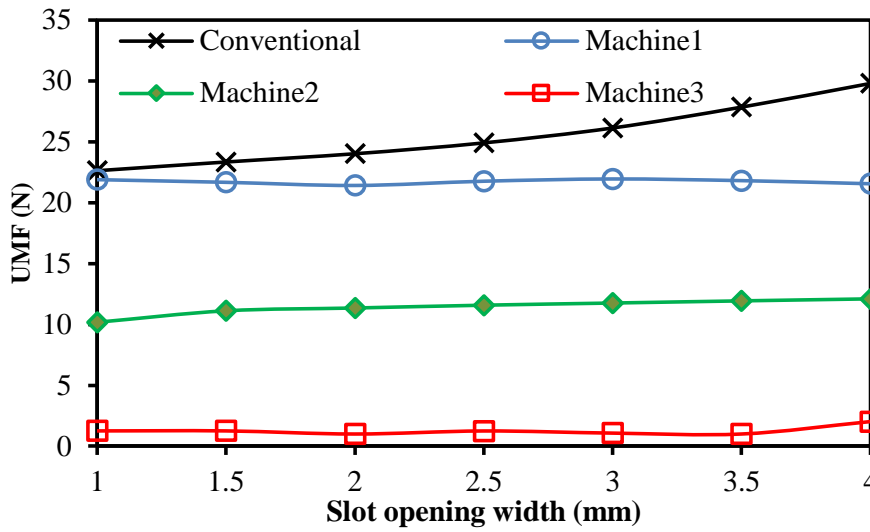 35
30
25
20
15
10
5
0
UMF (N)
Conventional
Machine1
Machine2
Machine3
1 1.5 2 2.5 3 3.5 4
Slot opening width (mm)